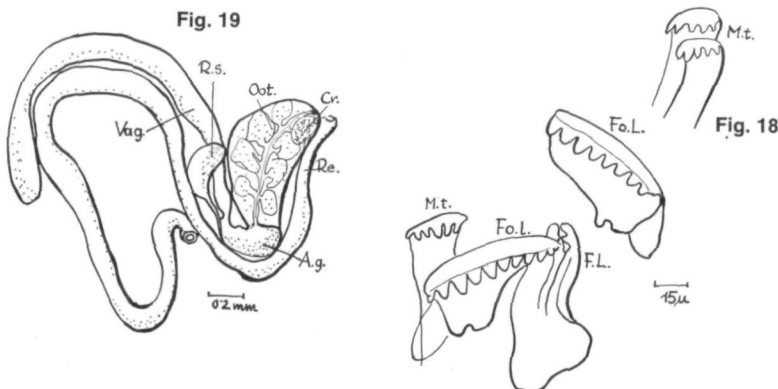 Fig. 19
R.s.
Oot.
Cr.
Vag.
Re.
A.g.
0.2 mm
M.t.
Fo.L.
Fig. 18
M.t.
Fo.L.
F.L.
15µ